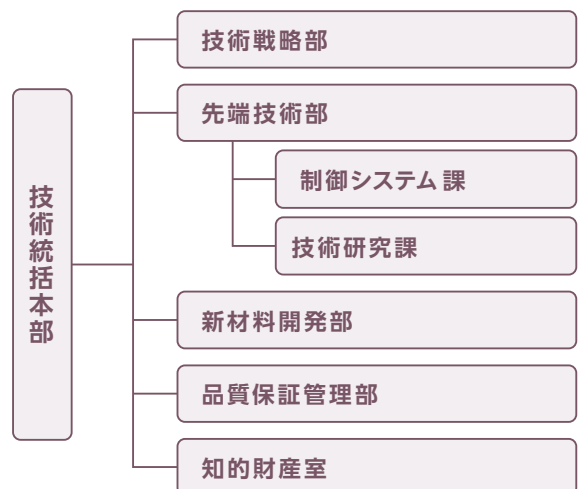 技術統括本部
技術戦略部
先端技術部
制御システム課
技術研究課
新材料開発部
品質保証管理部
知的財産室